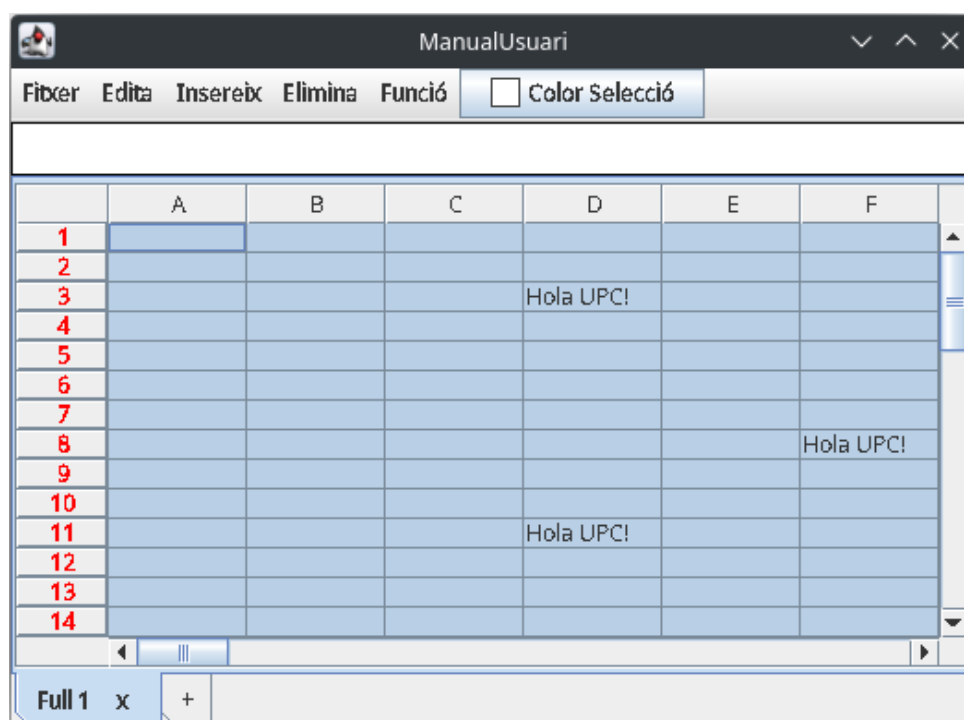 ManualUsuari
Fitxer Edita Insereix Elimina Funció Color Selecció
A B C D E F
1
2
3 Hola UPC!
4
5
6
7
8 Hola UPC!
9
10
11 Hola UPC!
12
13
14
Full 1 x +